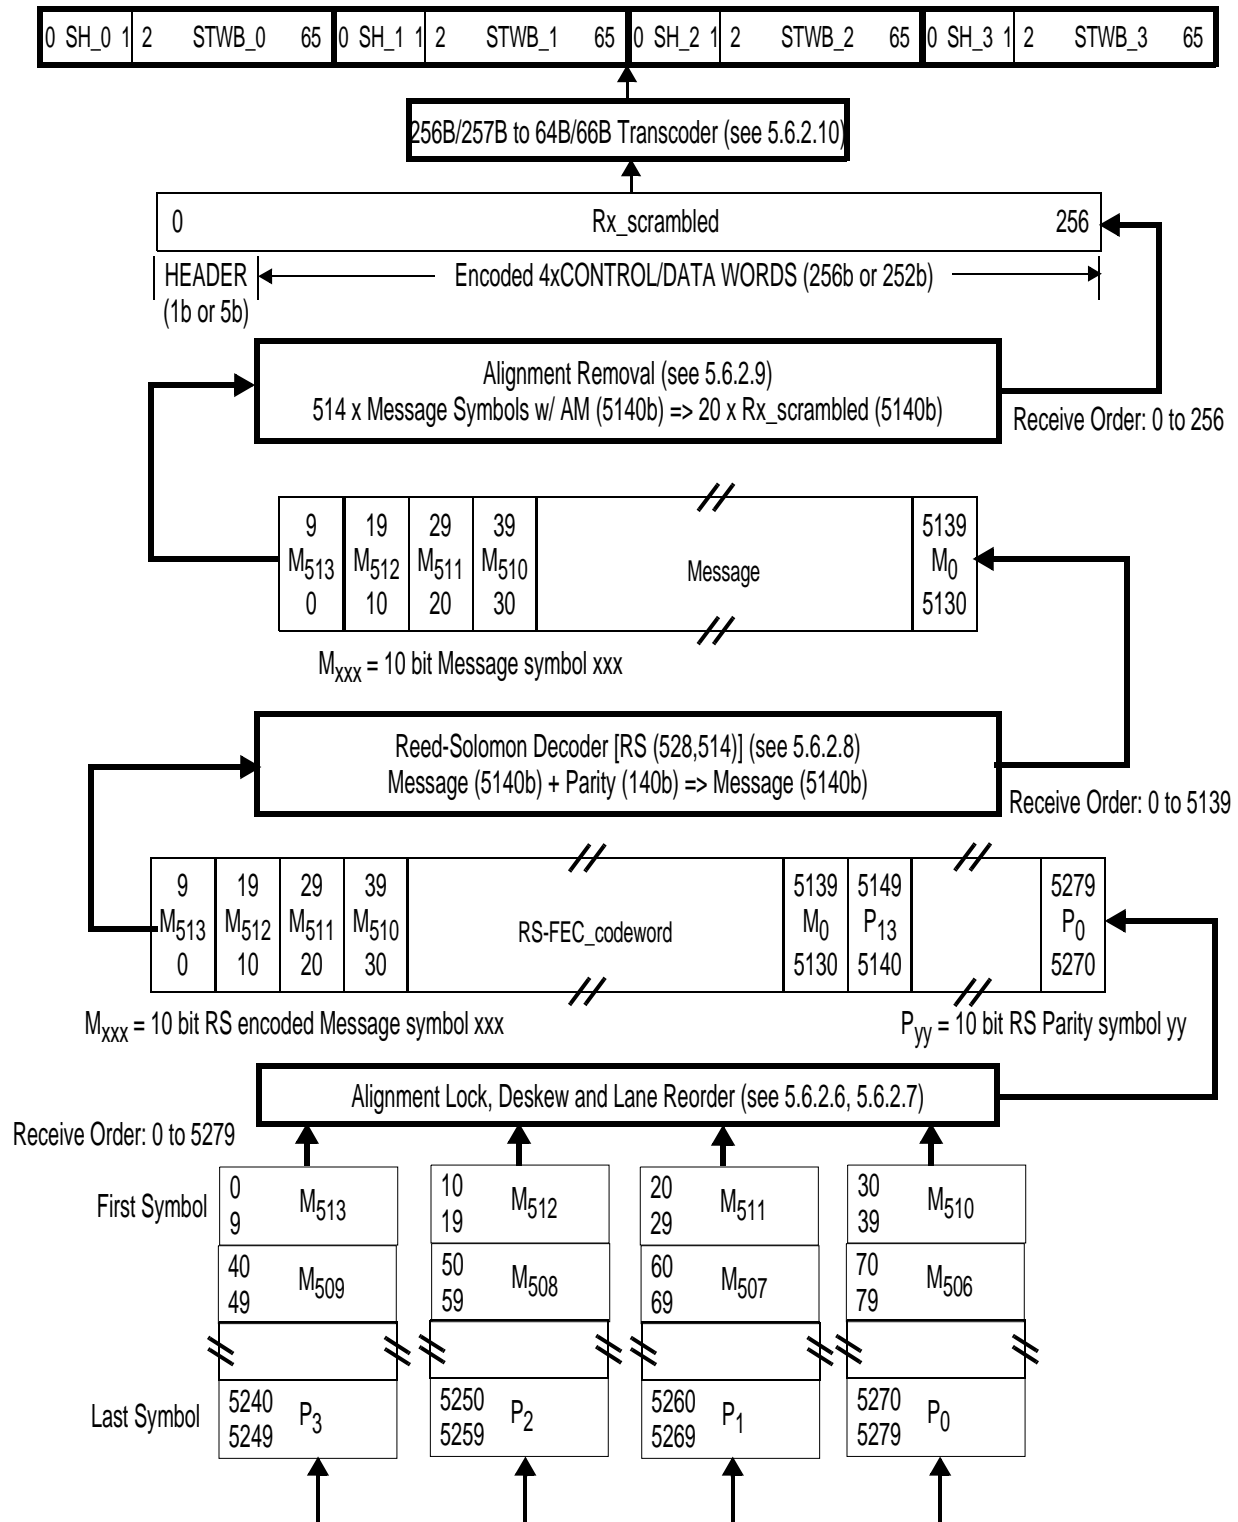 0 SH_0 1 2 STWB_0 65 0 SH_1 1 2 STWB_1 65 0 SH_2 1 2 STWB_2 65 0 SH_3 1 2 STWB_3 65
256B/257B to 64B/66B Transcoder (see 5.6.2.10)
0 Rx_scrambled 256
HEADER Encoded 4xCONTROL/DATA WORDS (256b or 252b)
(1b or 5b)
Alignment Removal (see 5.6.2.9)
514 x Message Symbols w/ AM (5140b) => 20 x Rx_scrambled (5140b)
Receive Order: 0 to 256
9 19 29 39 5139
M513 M512 M511 M510 Message M0
0 10 20 30 5130
Mxxx = 10 bit Message symbol xxx
Reed-Solomon Decoder [RS (528,514)] (see 5.6.2.8)
Message (5140b) + Parity (140b) => Message (5140b)
Receive Order: 0 to 5139
9 19 29 39 5139 5149 5279
M513 M512 M511 M510 RS-FEC_codeword M0 P13 P0
0 10 20 30 5130 5140 5270
Mxxx = 10 bit RS encoded Message symbol xxx Pyy = 10 bit RS Parity symbol yy
Alignment Lock, Deskew and Lane Reorder (see 5.6.2.6, 5.6.2.7)
Receive Order: 0 to 5279
First Symbol
0 M513 10 M512 20 M511 30 M510
9 19 29 39
40 M509 50 M508 60 M507 70 M506
49 59 69 79
Last Symbol
5240 P3 5250 P2 5260 P1 5270 P0
5249 5259 5269 5279